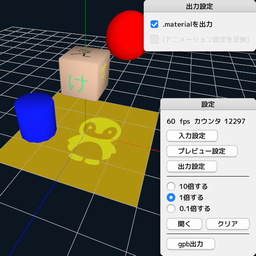 出力設定
.materialを出力
(アニメーション設定を反映)
け
設定
60 fps カウンタ 12297
入力設定
プレビュー設定
出力設定
10倍する
1倍する
0.1倍する
開く
クリア
gpb出力